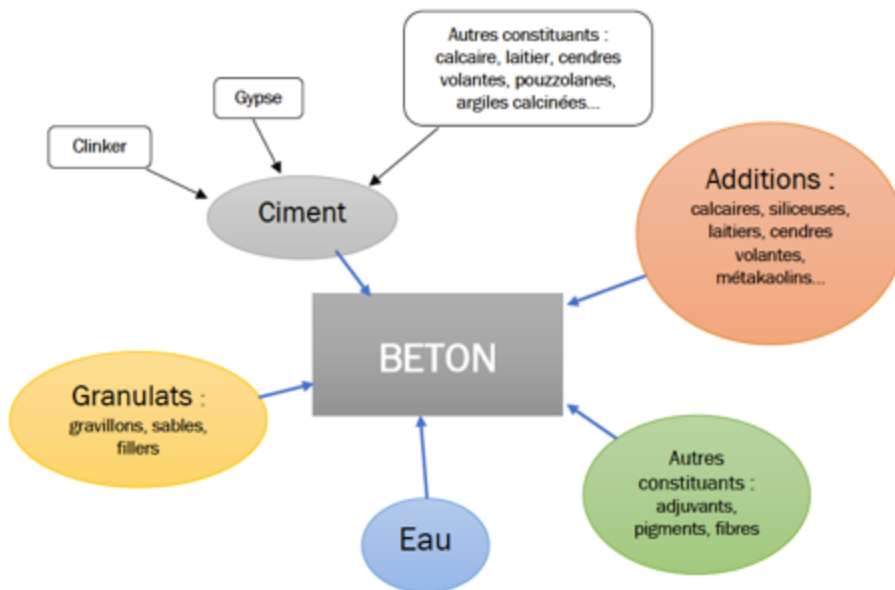 Autres constituants :
calcaire, laitier, cendres
volantes, pouzzolanes,
argiles calcinées...
Gypse
Clinker
Ciment
Additions :
calcaires, siliceuses,
laitiers, cendres
volantes,
métakaolins...
BETON
Granulats :
gravillons, sables,
fillers
Autres
constituants :
adjuvants,
pigments, fibres
Eau